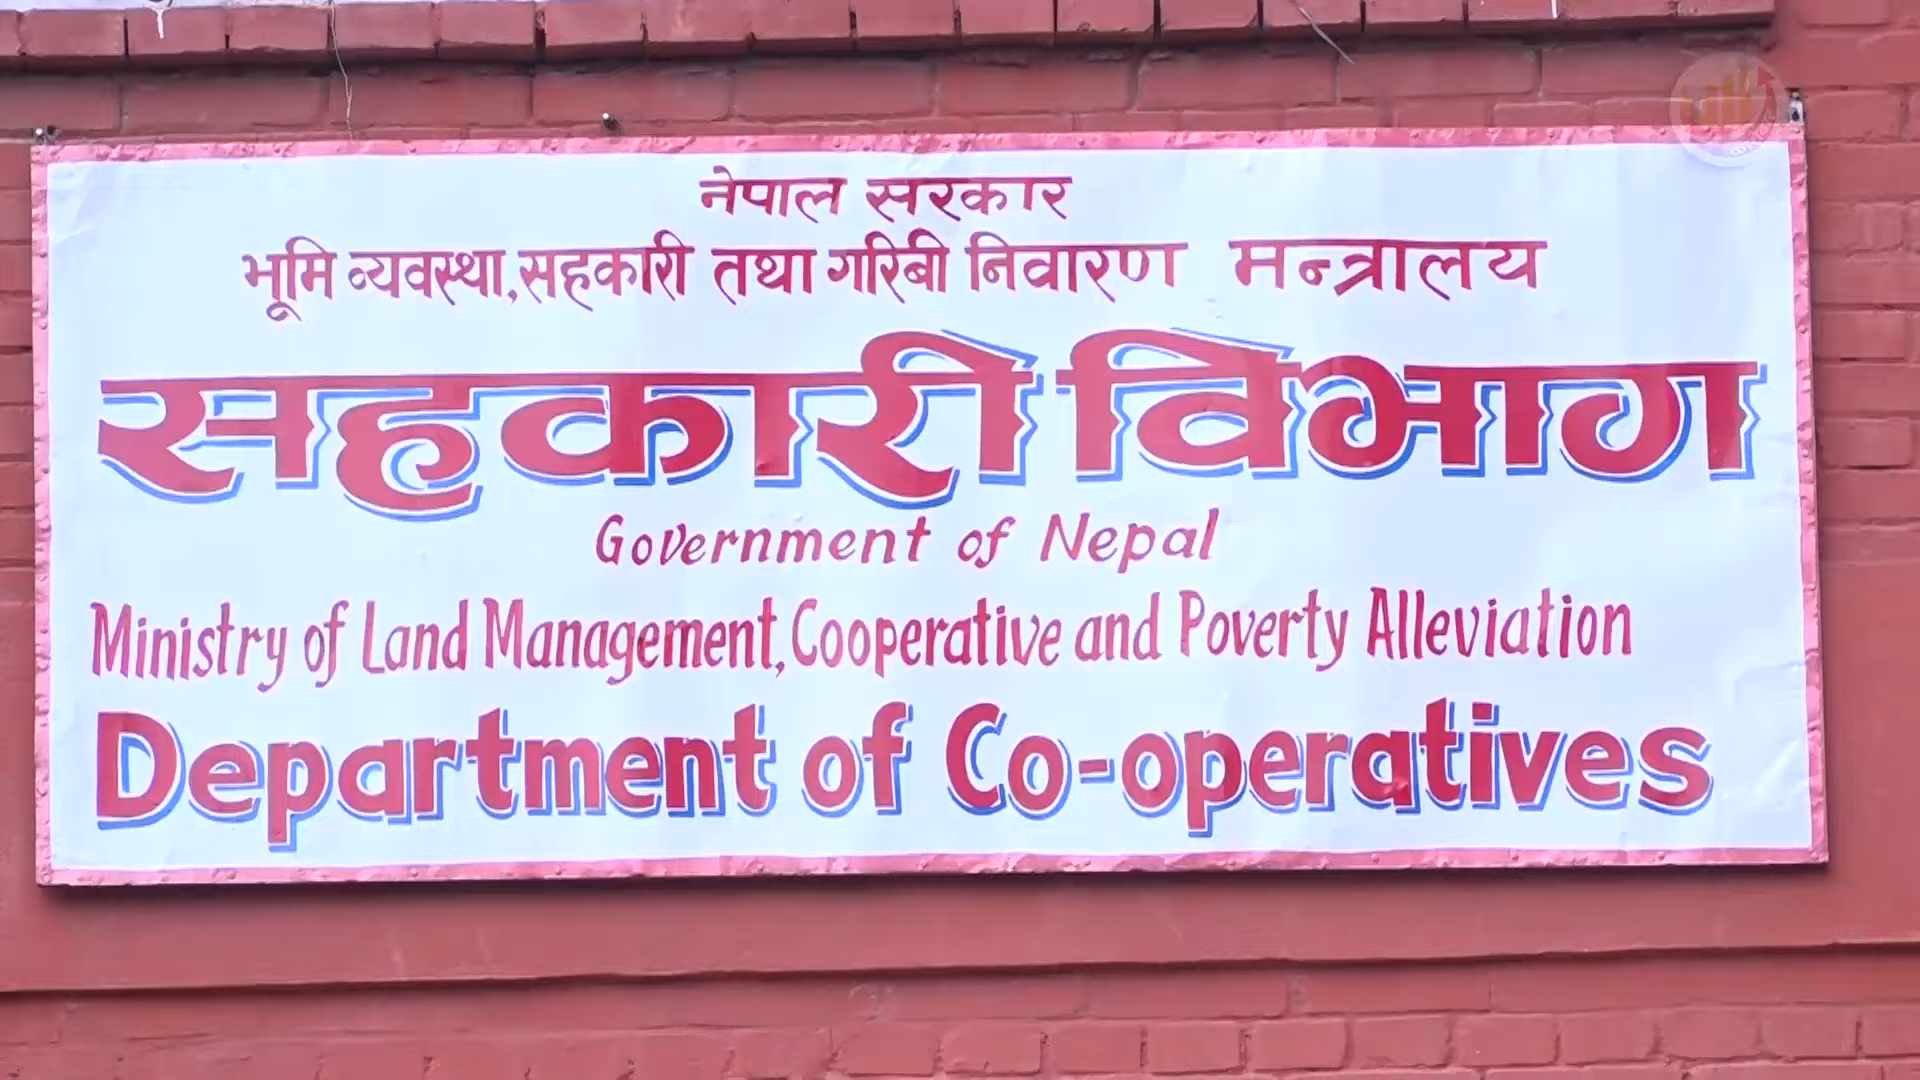 नेपाल सरकार
भूमि व्यवस्था, सहकारी तथा गरिबी निवारण मन्त्रालय
सहकारी विभाग
Government of Nepal
Ministry of Land Management, Cooperative and Poverty Alleviation
Department of Co-operatives